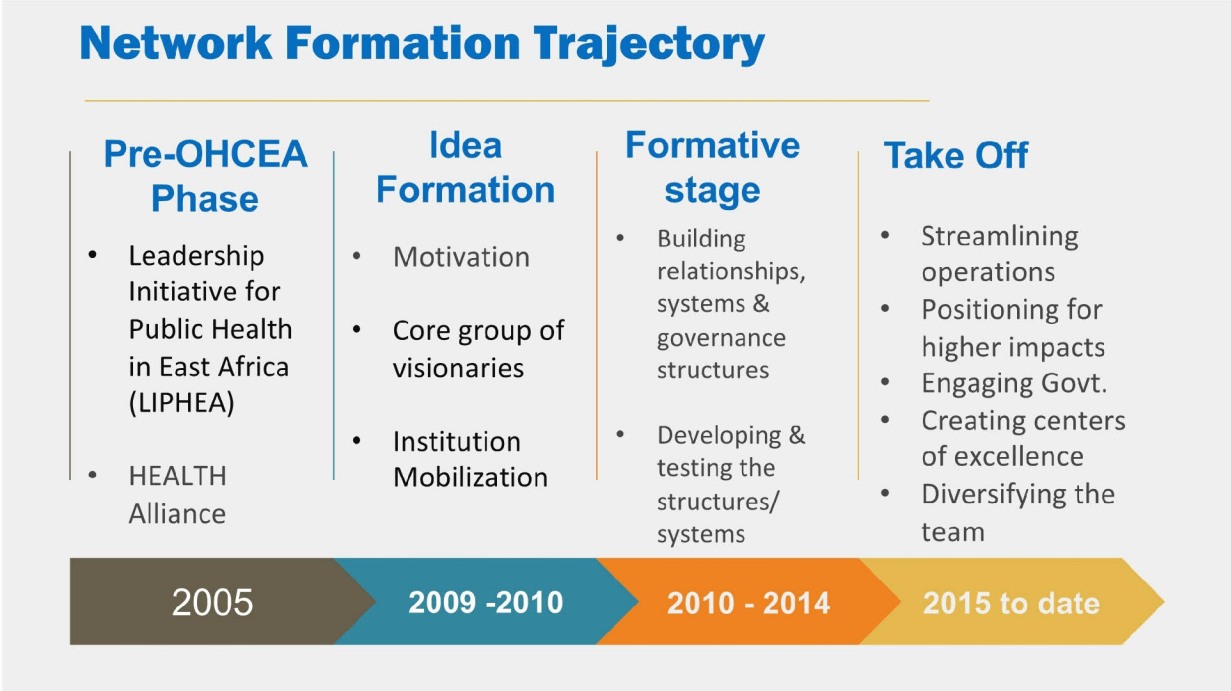 Network Formation Trajectory
Pre-OHCEA
Phase
• Leadership
Initiative for
Public Health
in East Africa
(LIPHEA)
• HEALTH
Alliance
2005
Idea
Formation
• Motivation
• Core group of
visionaries
• Institution
Mobilization
2009 -2010
Formative
stage
• Building
relationships,
systems &
governance
structures
• Developing &
testing the
structures/
systems
2010 - 2014
Take Off
• Streamlining
operations
• Positioning for
higher impacts
• Engaging Govt.
• Creating centers
of excellence
• Diversifying the
team
2015 to date